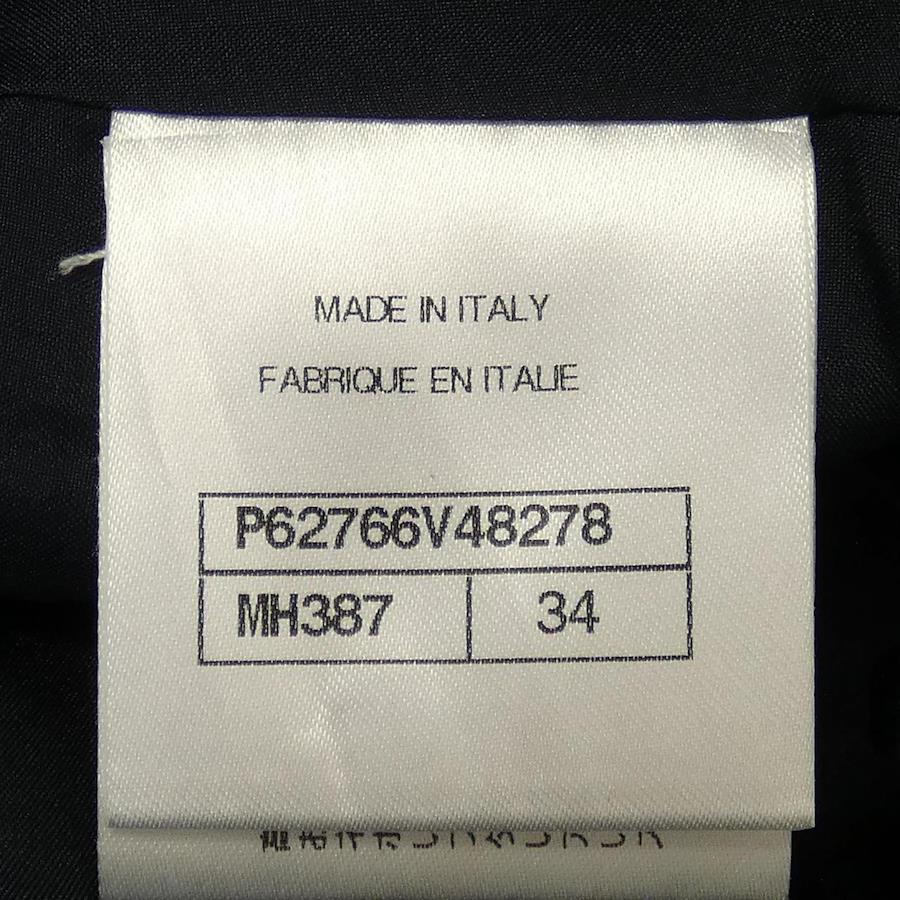 MADE IN ITALY
FABRIQUE EN ITALIE
P62766V48278
MH387 34